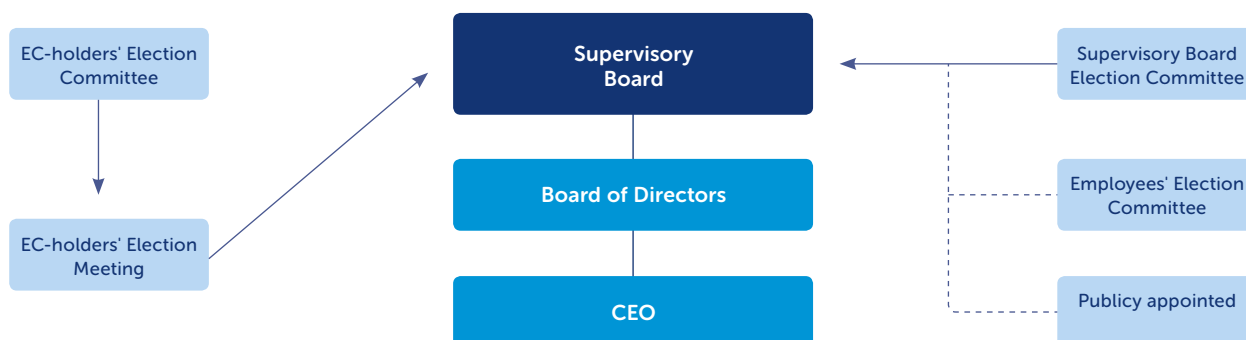 EC-holders' Election
Committee
EC-holders' Election
Meeting
Supervisory
Board
Board of Directors
CEO
Supervisory Board
Election Committee
Employees' Election
Committee
Publicy appointed